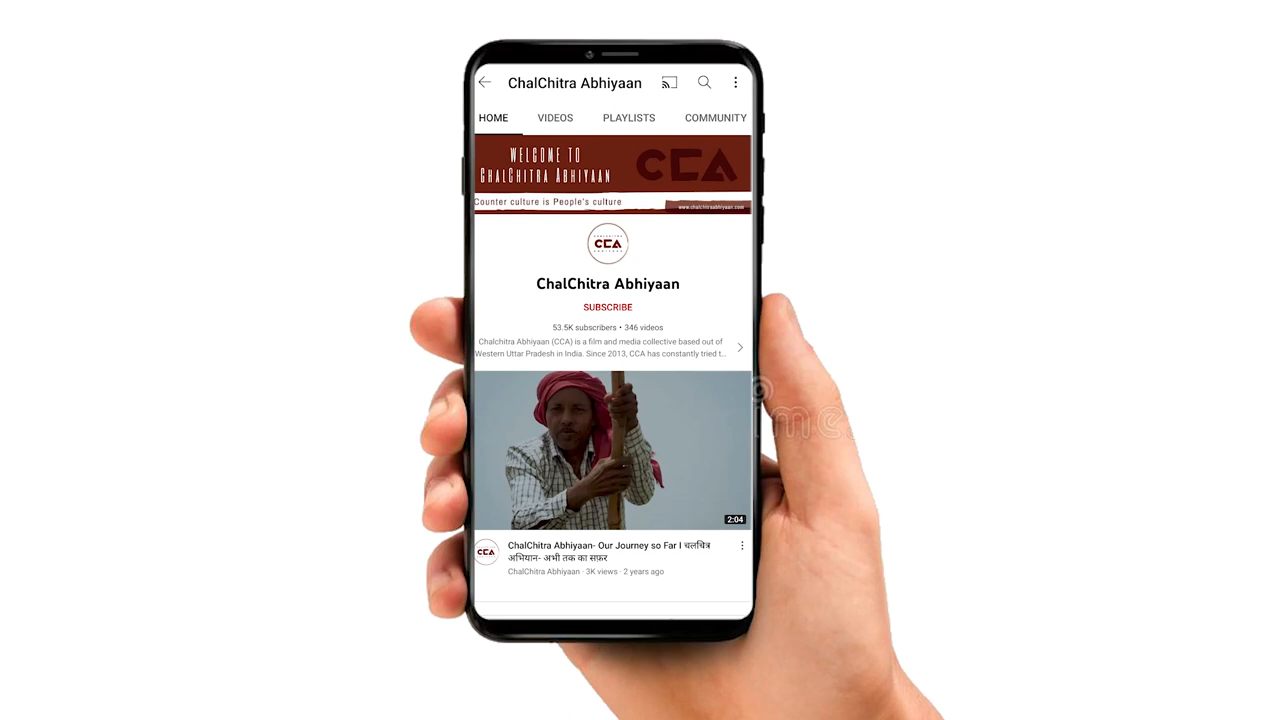 ChalChitra Abhiyaan
HOME VIDEOS PLAYLISTS COMMUNITY
WELCOME TO
CHALCHITRA ABHIYAAN
CCA
Counter culture is People's culture
www.chalchitraabhiyaan.com
CCA
ChalChitra Abhiyaan
SUBSCRIBE
53.5K subscribers • 346 videos
Chalchitra Abhiyaan (CCA) is a film and media collective based out of
Western Uttar Pradesh in India. Since 2013, CCA has constantly tried t...
2:04
CCA
ChalChitra Abhiyaan- Our Journey so Far I चलचित्र
अभियान- अभी तक का सफ़र
ChalChitra Abhiyaan · 3K views · 2 years ago